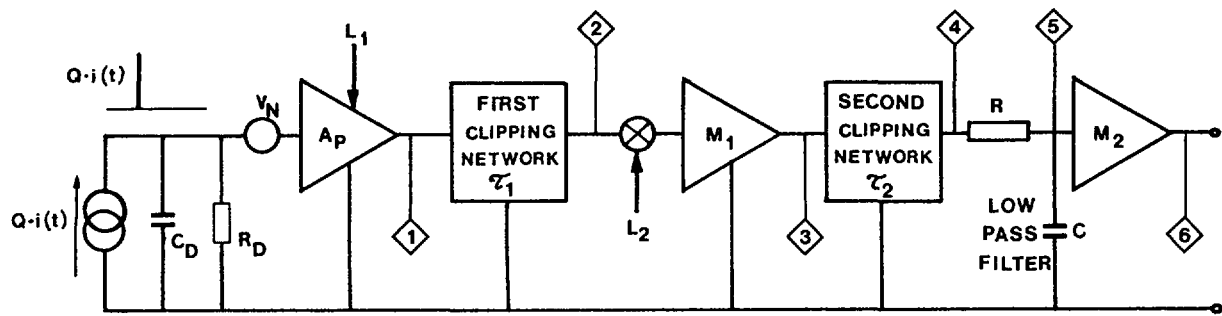 Q·i(t)
Q·i(t)
C_D
R_D
V_N
L_1
A_P
1
FIRST
CLIPPING
NETWORK
τ_1
2
L_2
M_1
3
SECOND
CLIPPING
NETWORK
τ_2
4
R
5
LOW
PASS
FILTER
C
M_2
6